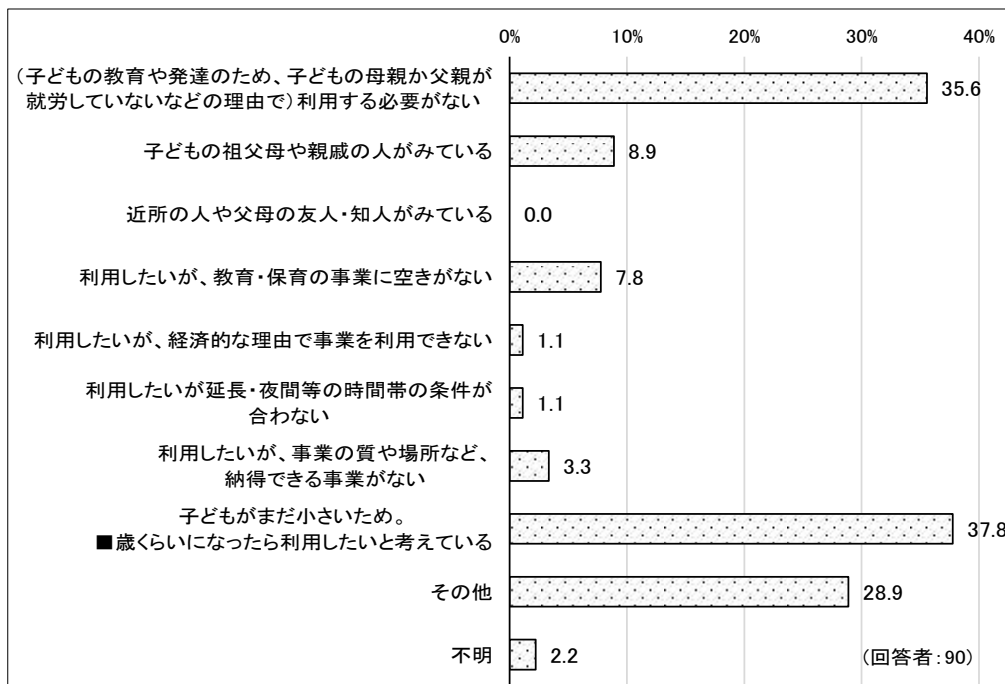 0% 10% 20% 30% 40%
（子どもの教育や発達のため、子どもの母親か父親が
就労していないなどの理由で）利用する必要がない 35.6
子どもの祖父母や親戚の人がみている 8.9
近所の人や父母の友人・知人がみている 0.0
利用したいが、教育・保育の事業に空きがない 7.8
利用したいが、経済的な理由で事業を利用できない 1.1
利用したいが延長・夜間等の時間帯の条件が
合わない 1.1
利用したいが、事業の質や場所など、
納得できる事業がない 3.3
子どもがまだ小さいため。
■歳くらいになったら利用したいと考えている 37.8
その他 28.9
不明 2.2
（回答者：90）